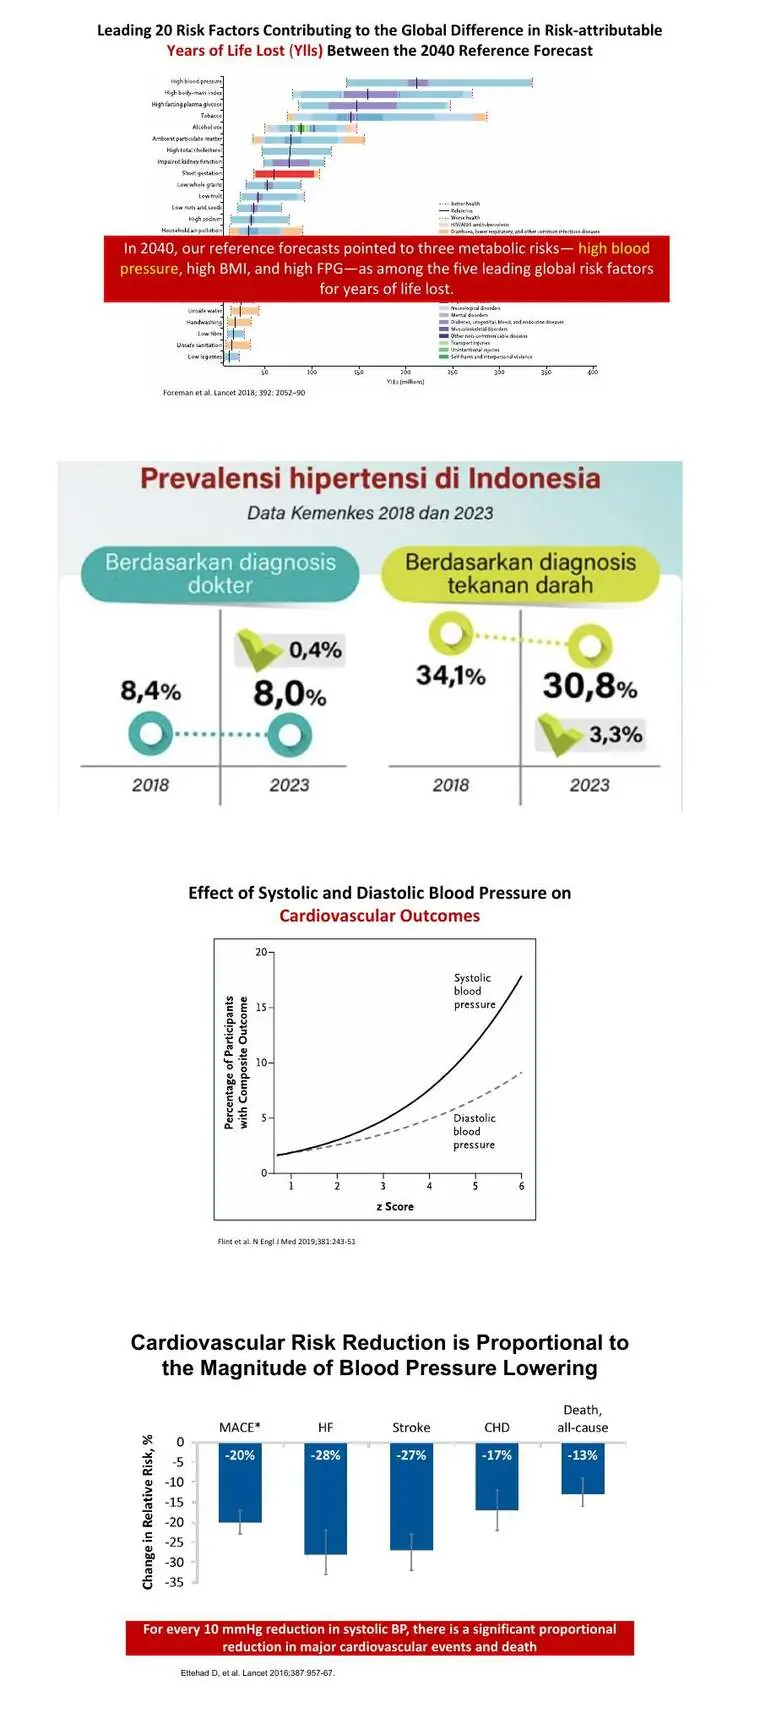 Leading 20 Risk Factors Contributing to the Global Difference in Risk-attributable
Years of Life Lost (Ylls) Between the 2040 Reference Forecast
High blood pressure
High body-mass index
High fasting plasma glucose
Tobacco
Alcohol use
Ambient particulate matter
High total cholesterol
Impaired kidney function
Short gestation
Low whole grains
Low fruit
Low nuts and seeds
High sodium
Household air pollution
Better health
Reference
Worse health
HIV/AIDS and tuberculosis
Diarrhoea, lower respiratory, and other common infectious diseases
In 2040, our reference forecasts pointed to three metabolic risks— high blood
pressure, high BMI, and high FPG—as among the five leading global risk factors
for years of life lost.
Unsafe water
Handwashing
Low fibre
Unsafe sanitation
Low legumes
Neurological disorders
Mental disorders
Diabetes, urogenital, blood, and endocrine diseases
Musculoskeletal disorders
Other non-communicable diseases
Transport injuries
Unintentional injuries
Self-harm and interpersonal violence
50 100 150 200 250 300 350 400
YLLs (millions)
Foreman et al. Lancet 2018; 392: 2052–90
Prevalensi hipertensi di Indonesia
Data Kemenkes 2018 dan 2023
Berdasarkan diagnosis
dokter
8,4%
0,4%
8,0%
2018 2023
Berdasarkan diagnosis
tekanan darah
34,1%
30,8%
3,3%
2018 2023
Effect of Systolic and Diastolic Blood Pressure on
Cardiovascular Outcomes
Percentage of Participants
with Composite Outcome
20
15
10
5
0
Systolic
blood
pressure
Diastolic
blood
pressure
1 2 3 4 5 6
z Score
Flint et al. N Engl J Med 2019;381:243-51
Cardiovascular Risk Reduction is Proportional to
the Magnitude of Blood Pressure Lowering
Change in Relative Risk, %
MACE* HF Stroke CHD Death,
all-cause
0
-5
-10
-15
-20
-25
-30
-35
-20% -28% -27% -17% -13%
For every 10 mmHg reduction in systolic BP, there is a significant proportional
reduction in major cardiovascular events and death
Ettehad D, et al. Lancet 2016;387:957-67.